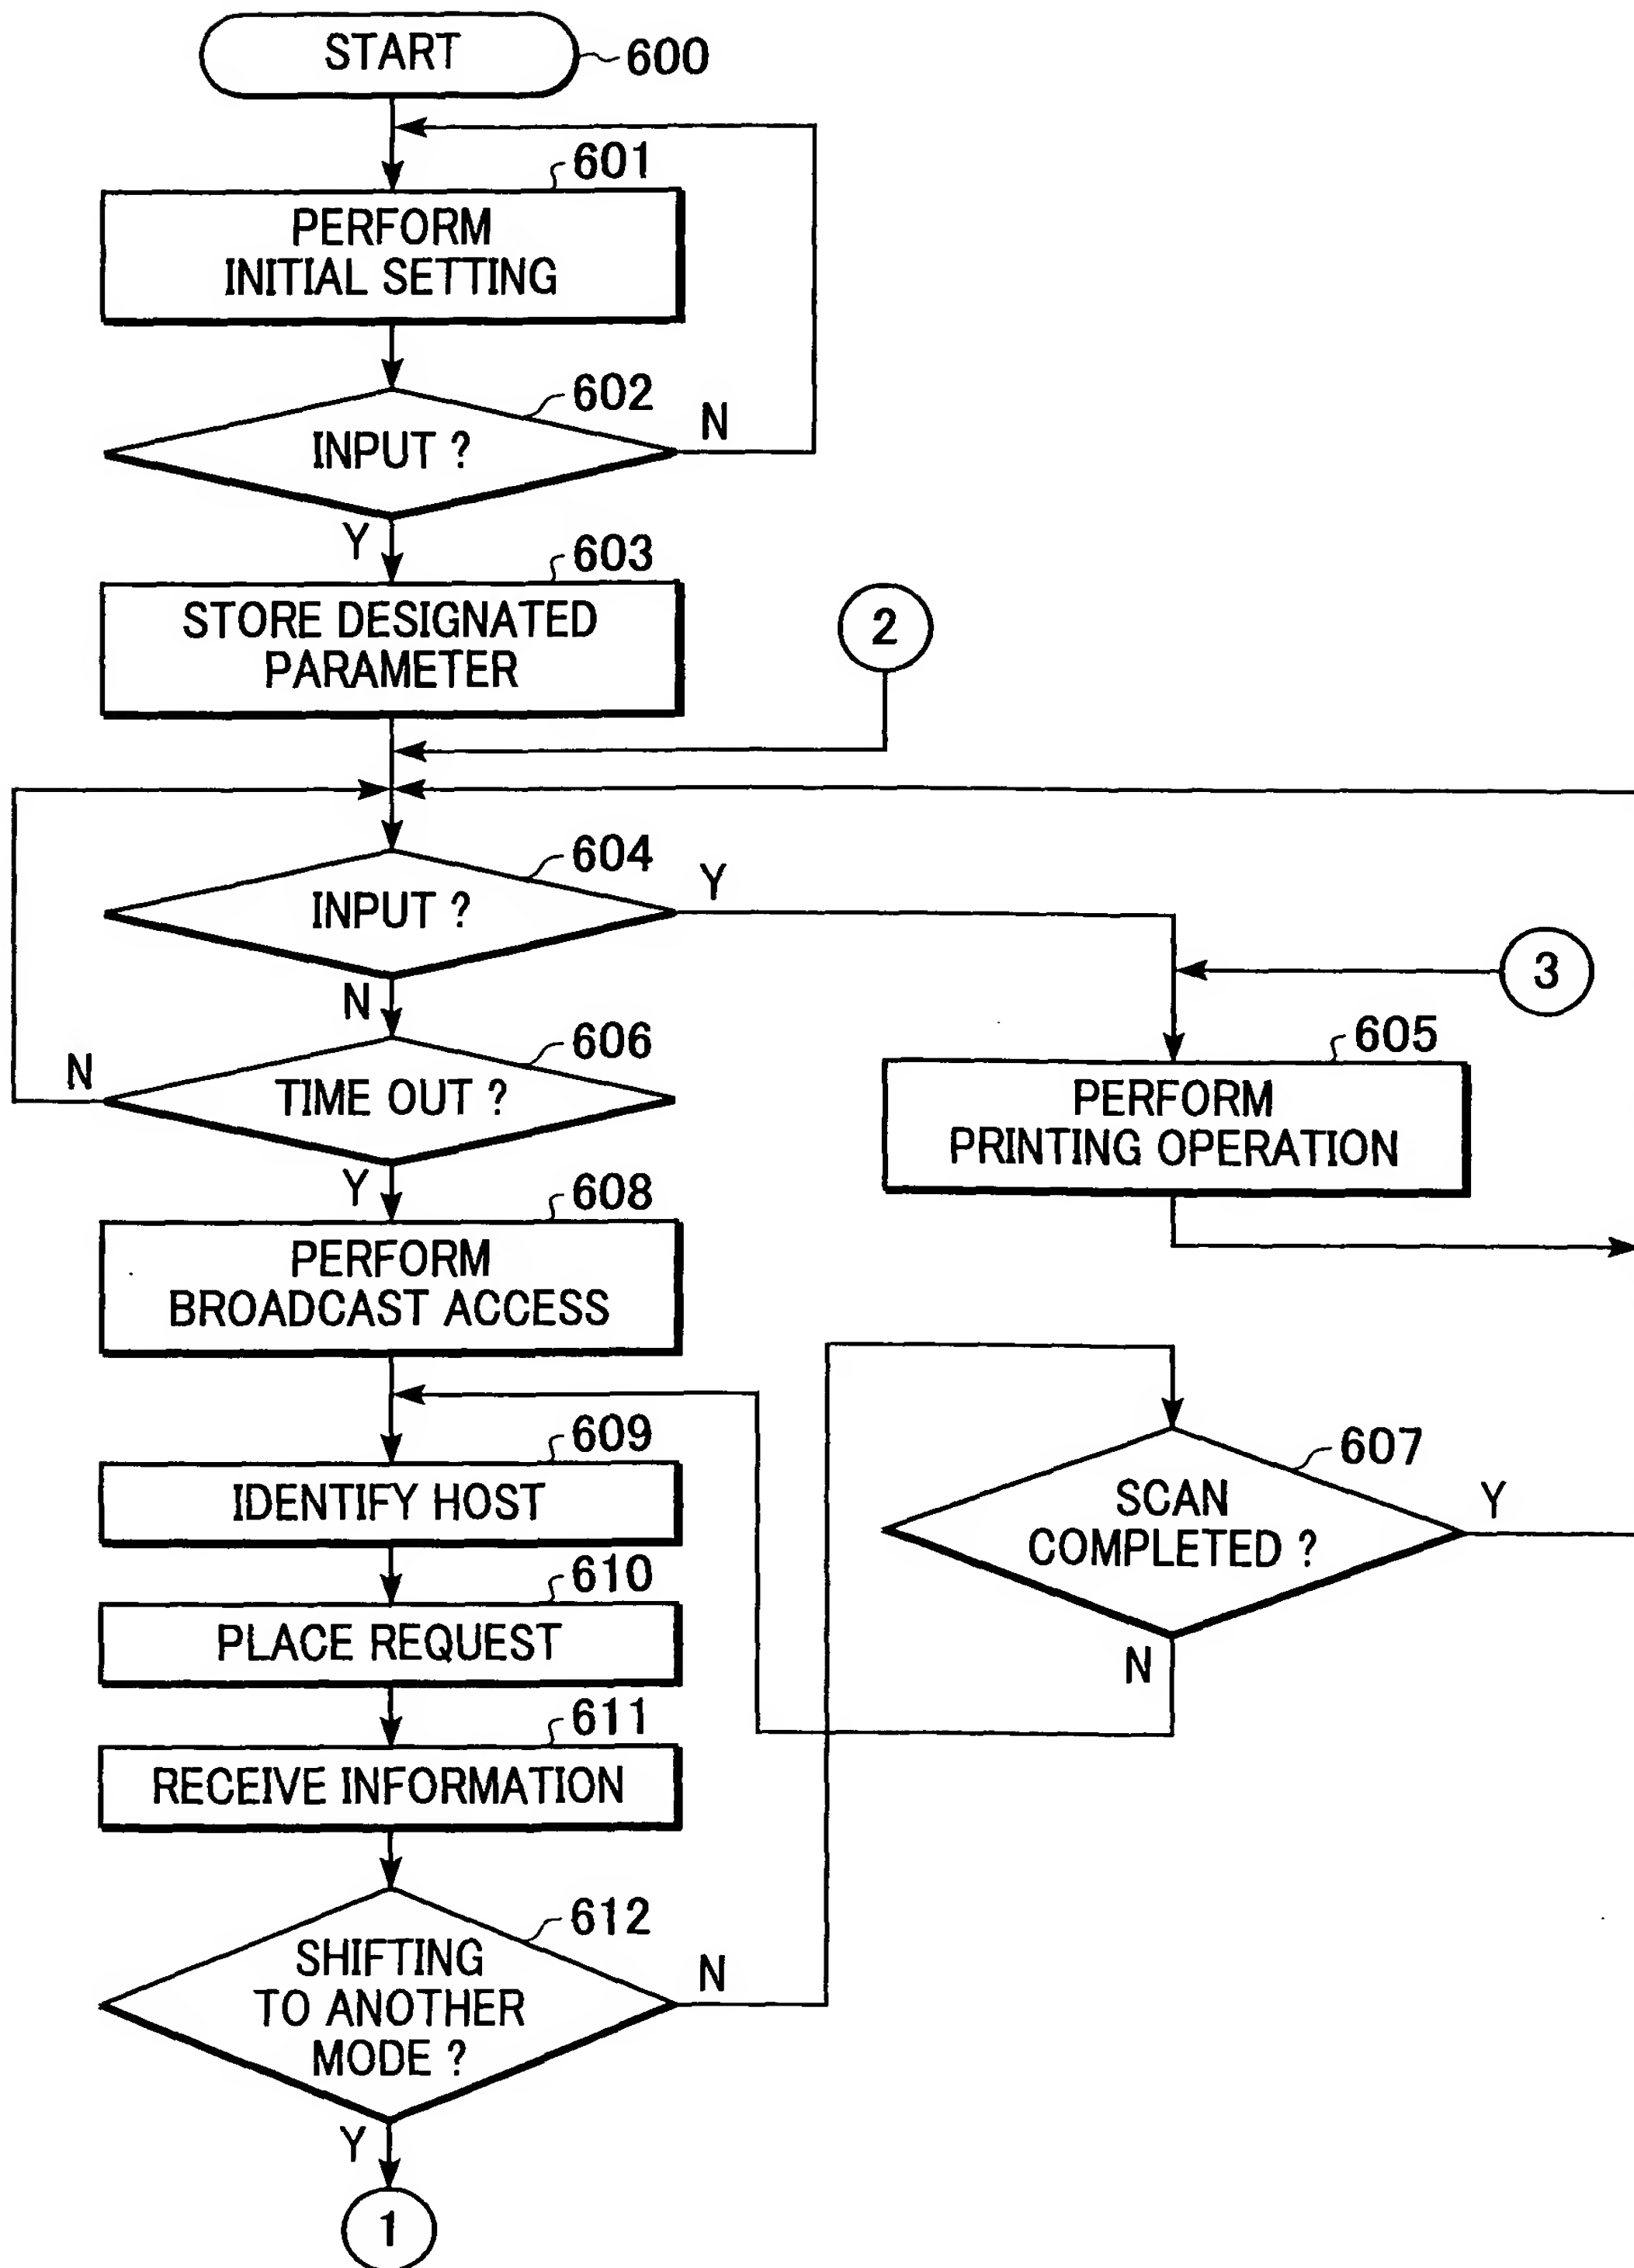 START
600
601
PERFORM
INITIAL SETTING
602
INPUT ?
N
Y
603
STORE DESIGNATED
PARAMETER
2
604
INPUT ?
Y
N
3
606
TIME OUT ?
N
Y
605
PERFORM
PRINTING OPERATION
608
PERFORM
BROADCAST ACCESS
609
IDENTIFY HOST
607
SCAN
COMPLETED ?
Y
N
610
PLACE REQUEST
611
RECEIVE INFORMATION
612
SHIFTING
TO ANOTHER
MODE ?
N
Y
1